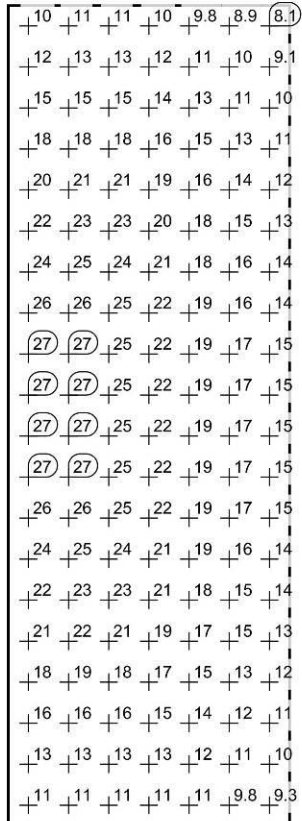 10 11 11 10 9.8 8.9 8.1
12 13 13 12 11 10 9.1
15 15 15 14 13 11 10
18 18 18 16 15 13 11
20 21 21 19 16 14 12
22 23 23 20 18 15 13
24 25 24 21 18 16 14
26 26 25 22 19 16 14
27 27 25 22 19 17 15
27 27 25 22 19 17 15
27 27 25 22 19 17 15
27 27 25 22 19 17 15
26 26 25 22 19 17 15
24 25 24 21 19 16 14
22 23 23 21 18 15 14
21 22 21 19 17 15 13
18 19 18 17 15 13 12
16 16 16 15 14 12 11
13 13 13 13 12 11 10
11 11 11 11 11 9.8 9.3